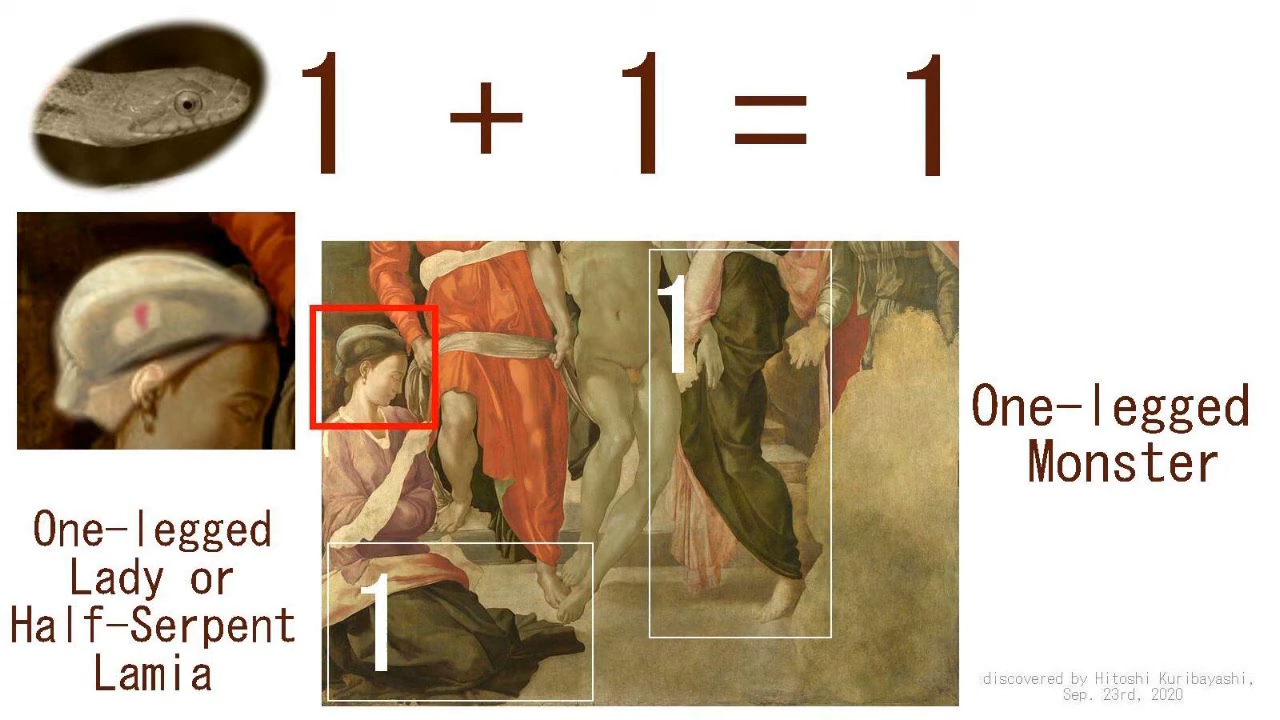 1 + 1 = 1
1
1
One-legged
Monster
One-legged
Lady or
Half-Serpent
Lamia
discovered by Hitoshi Kuribayashi,
Sep. 23rd, 2020